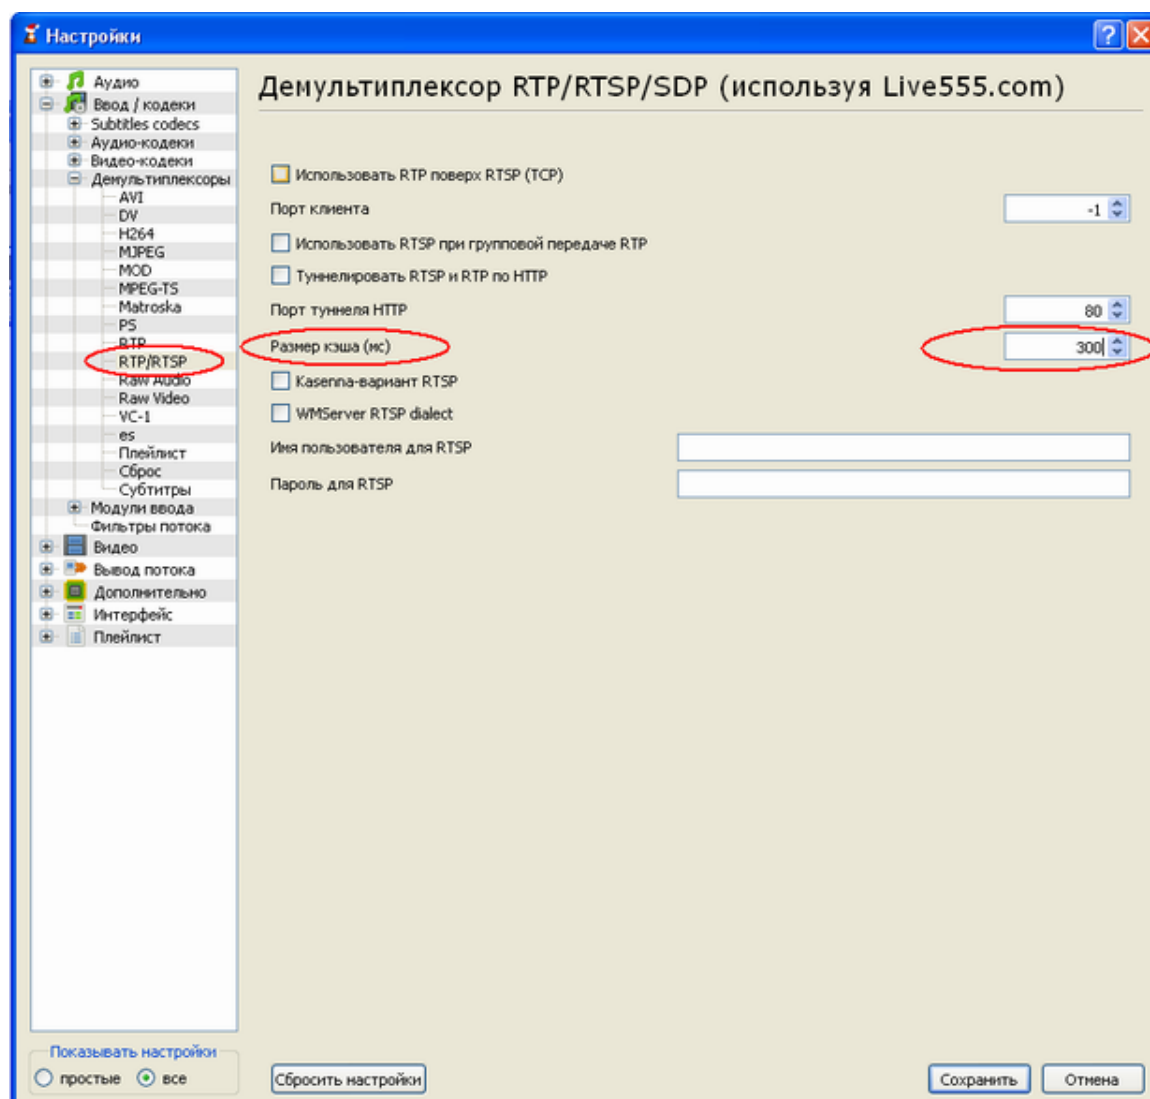 Настройки
Аудио
Ввод / кодеки
Subtitles codecs
Аудио-кодеки
Видео-кодеки
Демультиплексоры
AVI
DV
H264
MJPEG
MOD
MPEG-TS
Matroska
PS
RTP
RTP/RTSP
Raw Audio
Raw Video
VC-1
es
Плейлист
Сброс
Субтитры
Модули ввода
Фильтры потока
Видео
Вывод потока
Дополнительно
Интерфейс
Плейлист
Показывать настройки
простые все
Демультиплексор RTP/RTSP/SDP (используя Live555.com)
Использовать RTP поверх RTSP (TCP)
Порт клиента -1
Использовать RTSP при групповой передаче RTP
Туннелировать RTSP и RTP по HTTP
Порт туннеля HTTP 80
Размер кэша (мс) 300
Kasenna-вариант RTSP
WMServer RTSP dialect
Имя пользователя для RTSP
Пароль для RTSP
Сбросить настройки Сохранить Отмена